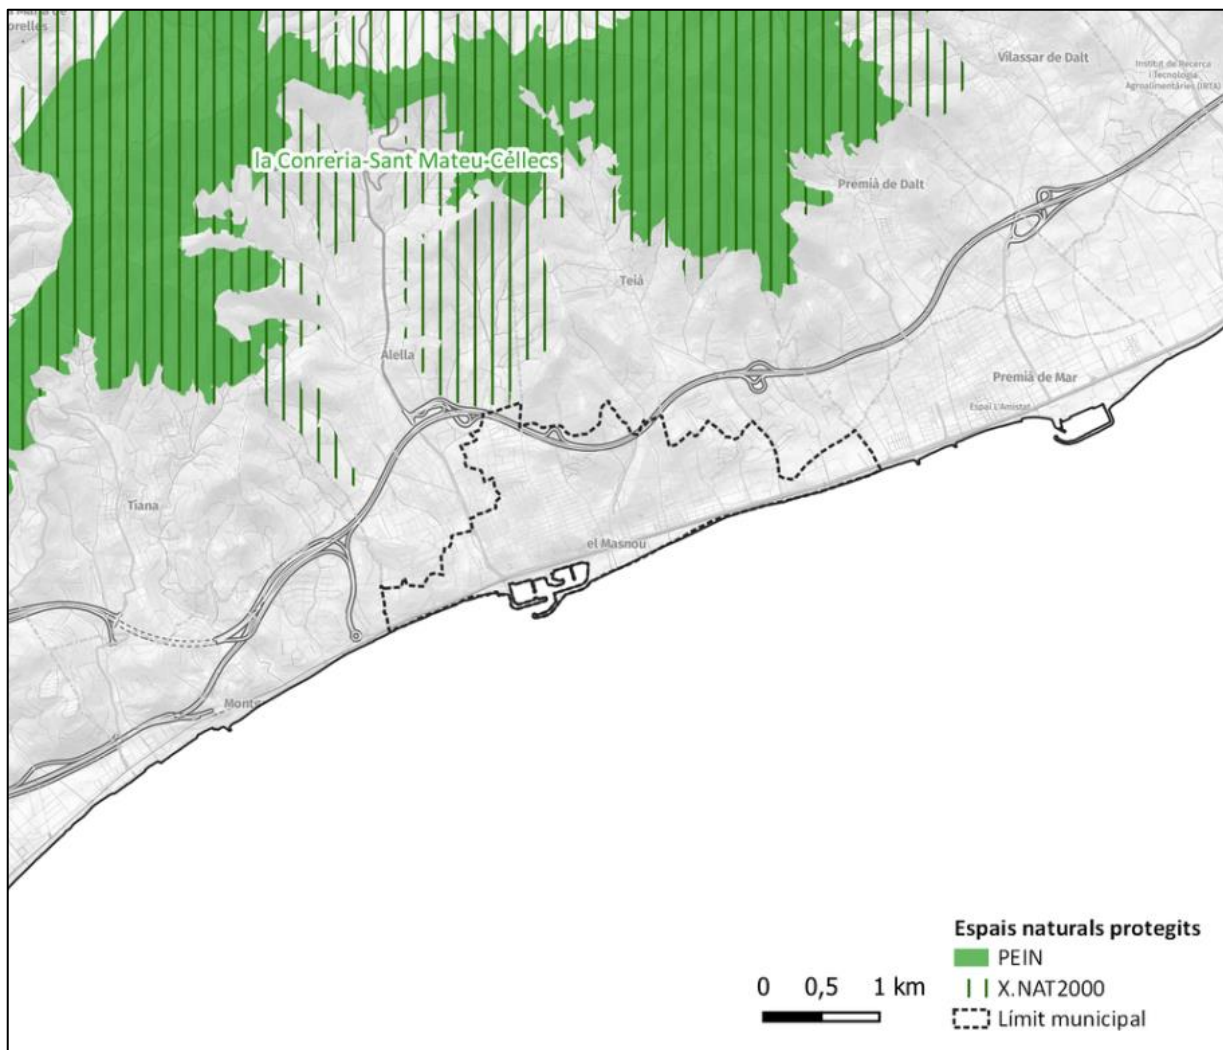 orelles
Vilassar de Dalt
Institut de Recerca
i Tecnologia
Agroalimentàries (IRTA)
la Conreria-Sant Mateu-Céllecs
Premià de Dalt
Teià
Alella
Premià de Mar
Espai L'Amistat
Tiana
el Masnou
Montg
Espais naturals protegits
PEIN
0 0,5 1 km
X.NAT2000
Límit municipal